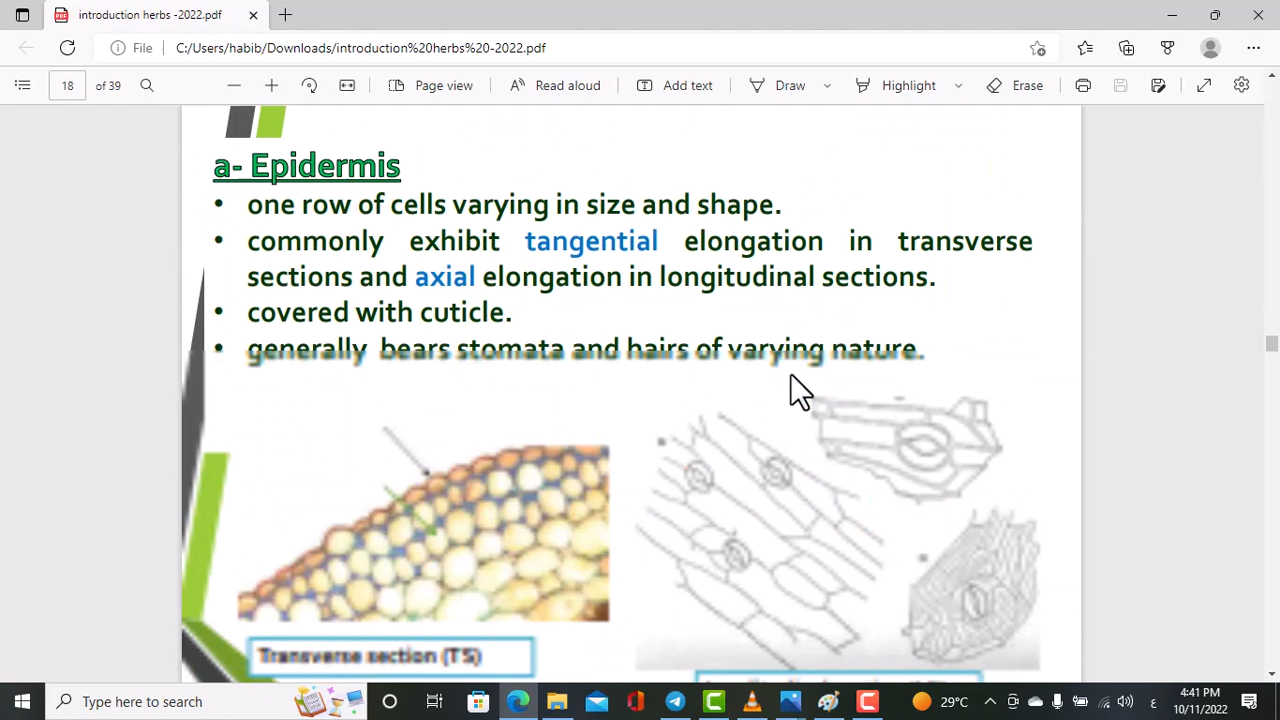 introduction herbs -2022.pdf
File
C:/Users/habib/Downloads/introduction%20herbs%20-2022.pdf
18 of 39
Page view
Read aloud
Add text
Draw
Highlight
Erase
a- Epidermis
• one row of cells varying in size and shape.
• commonly exhibit tangential elongation in transverse
sections and axial elongation in longitudinal sections.
• covered with cuticle.
• generally bears stomata and hairs of varying nature.
Transverse section (TS)
Type here to search
29°C
ع
4:41 PM
10/11/2022